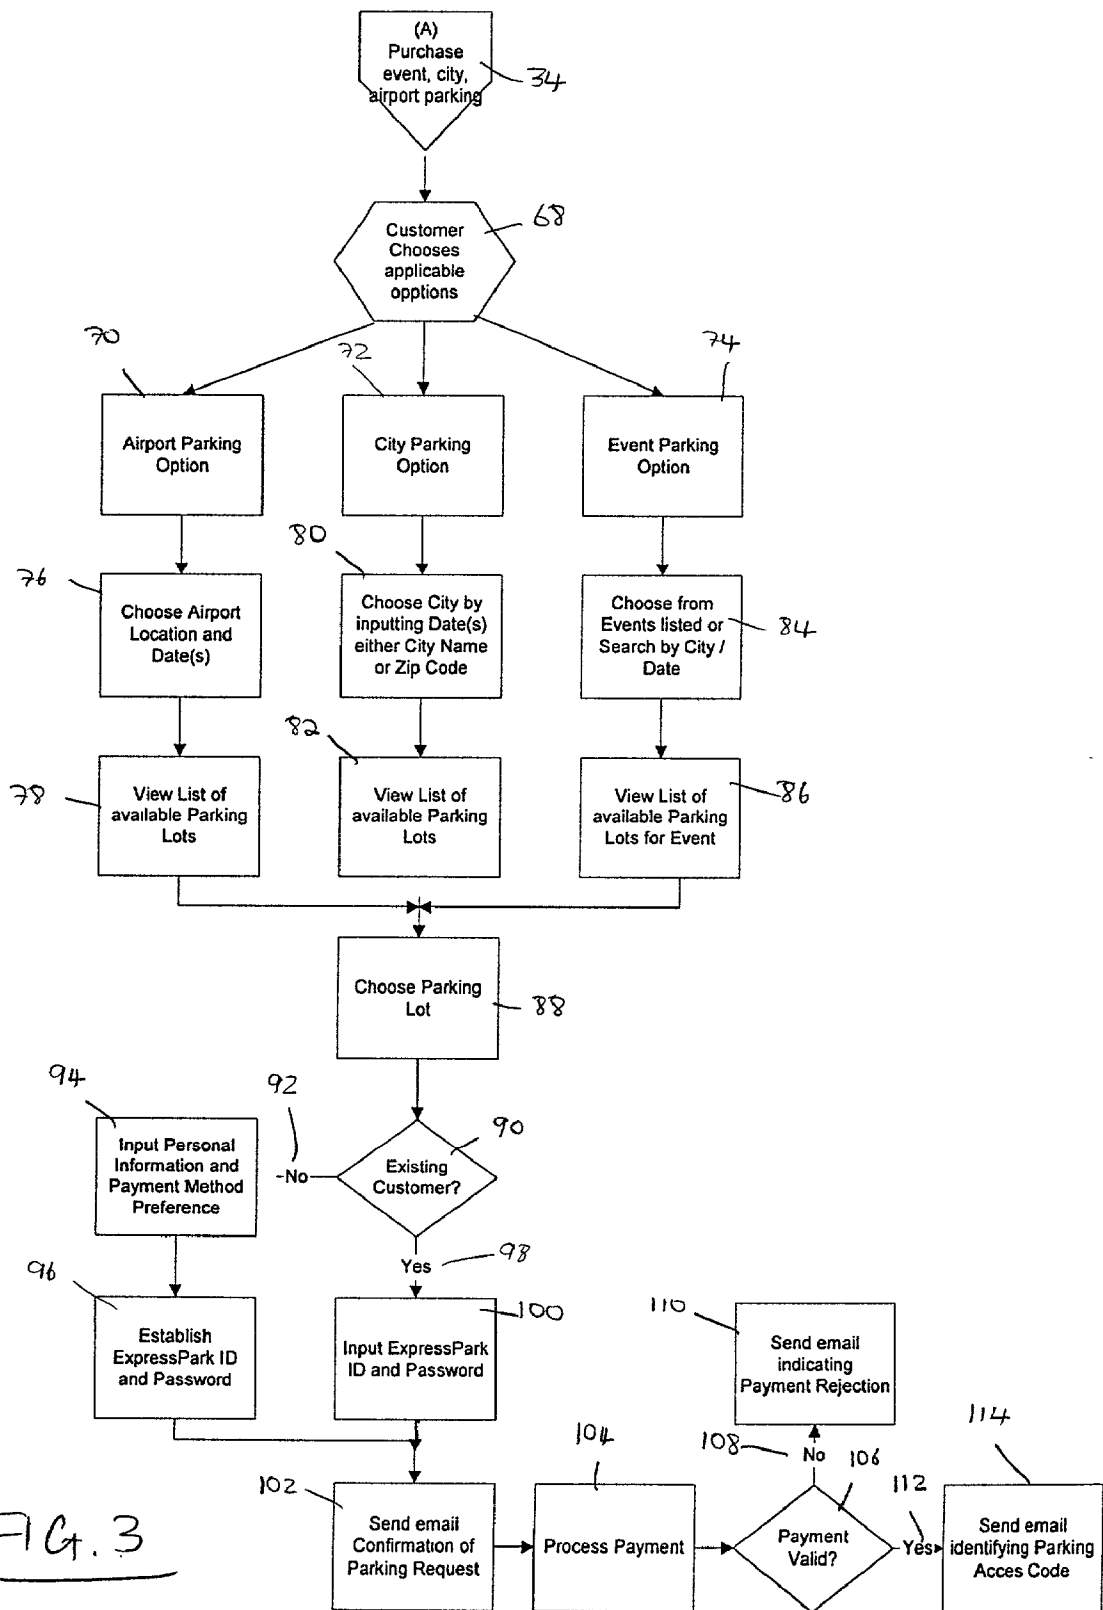 (A)
Purchase
event, city,
airport parking
34
Customer
Chooses
applicable
opptions
68
70
72
74
Airport Parking
Option
City Parking
Option
Event Parking
Option
76
80
84
Choose Airport
Location and
Date(s)
Choose City by
inputting Date(s)
either City Name
or Zip Code
Choose from
Events listed or
Search by City /
Date
78
82
86
View List of
available Parking
Lots
View List of
available Parking
Lots
View List of
available Parking
Lots for Event
Choose Parking
Lot
88
94
92
90
Input Personal
Information and
Payment Method
Preference
-No
Existing
Customer?
Yes
98
96
100
Establish
ExpressPark ID
and Password
Input ExpressPark
ID and Password
110
Send email
indicating
Payment Rejection
102
104
108
No
106
112
114
Send email
Confirmation of
Parking Request
Process Payment
Payment
Valid?
Yes
Send email
identifying Parking
Acces Code
FIG. 3